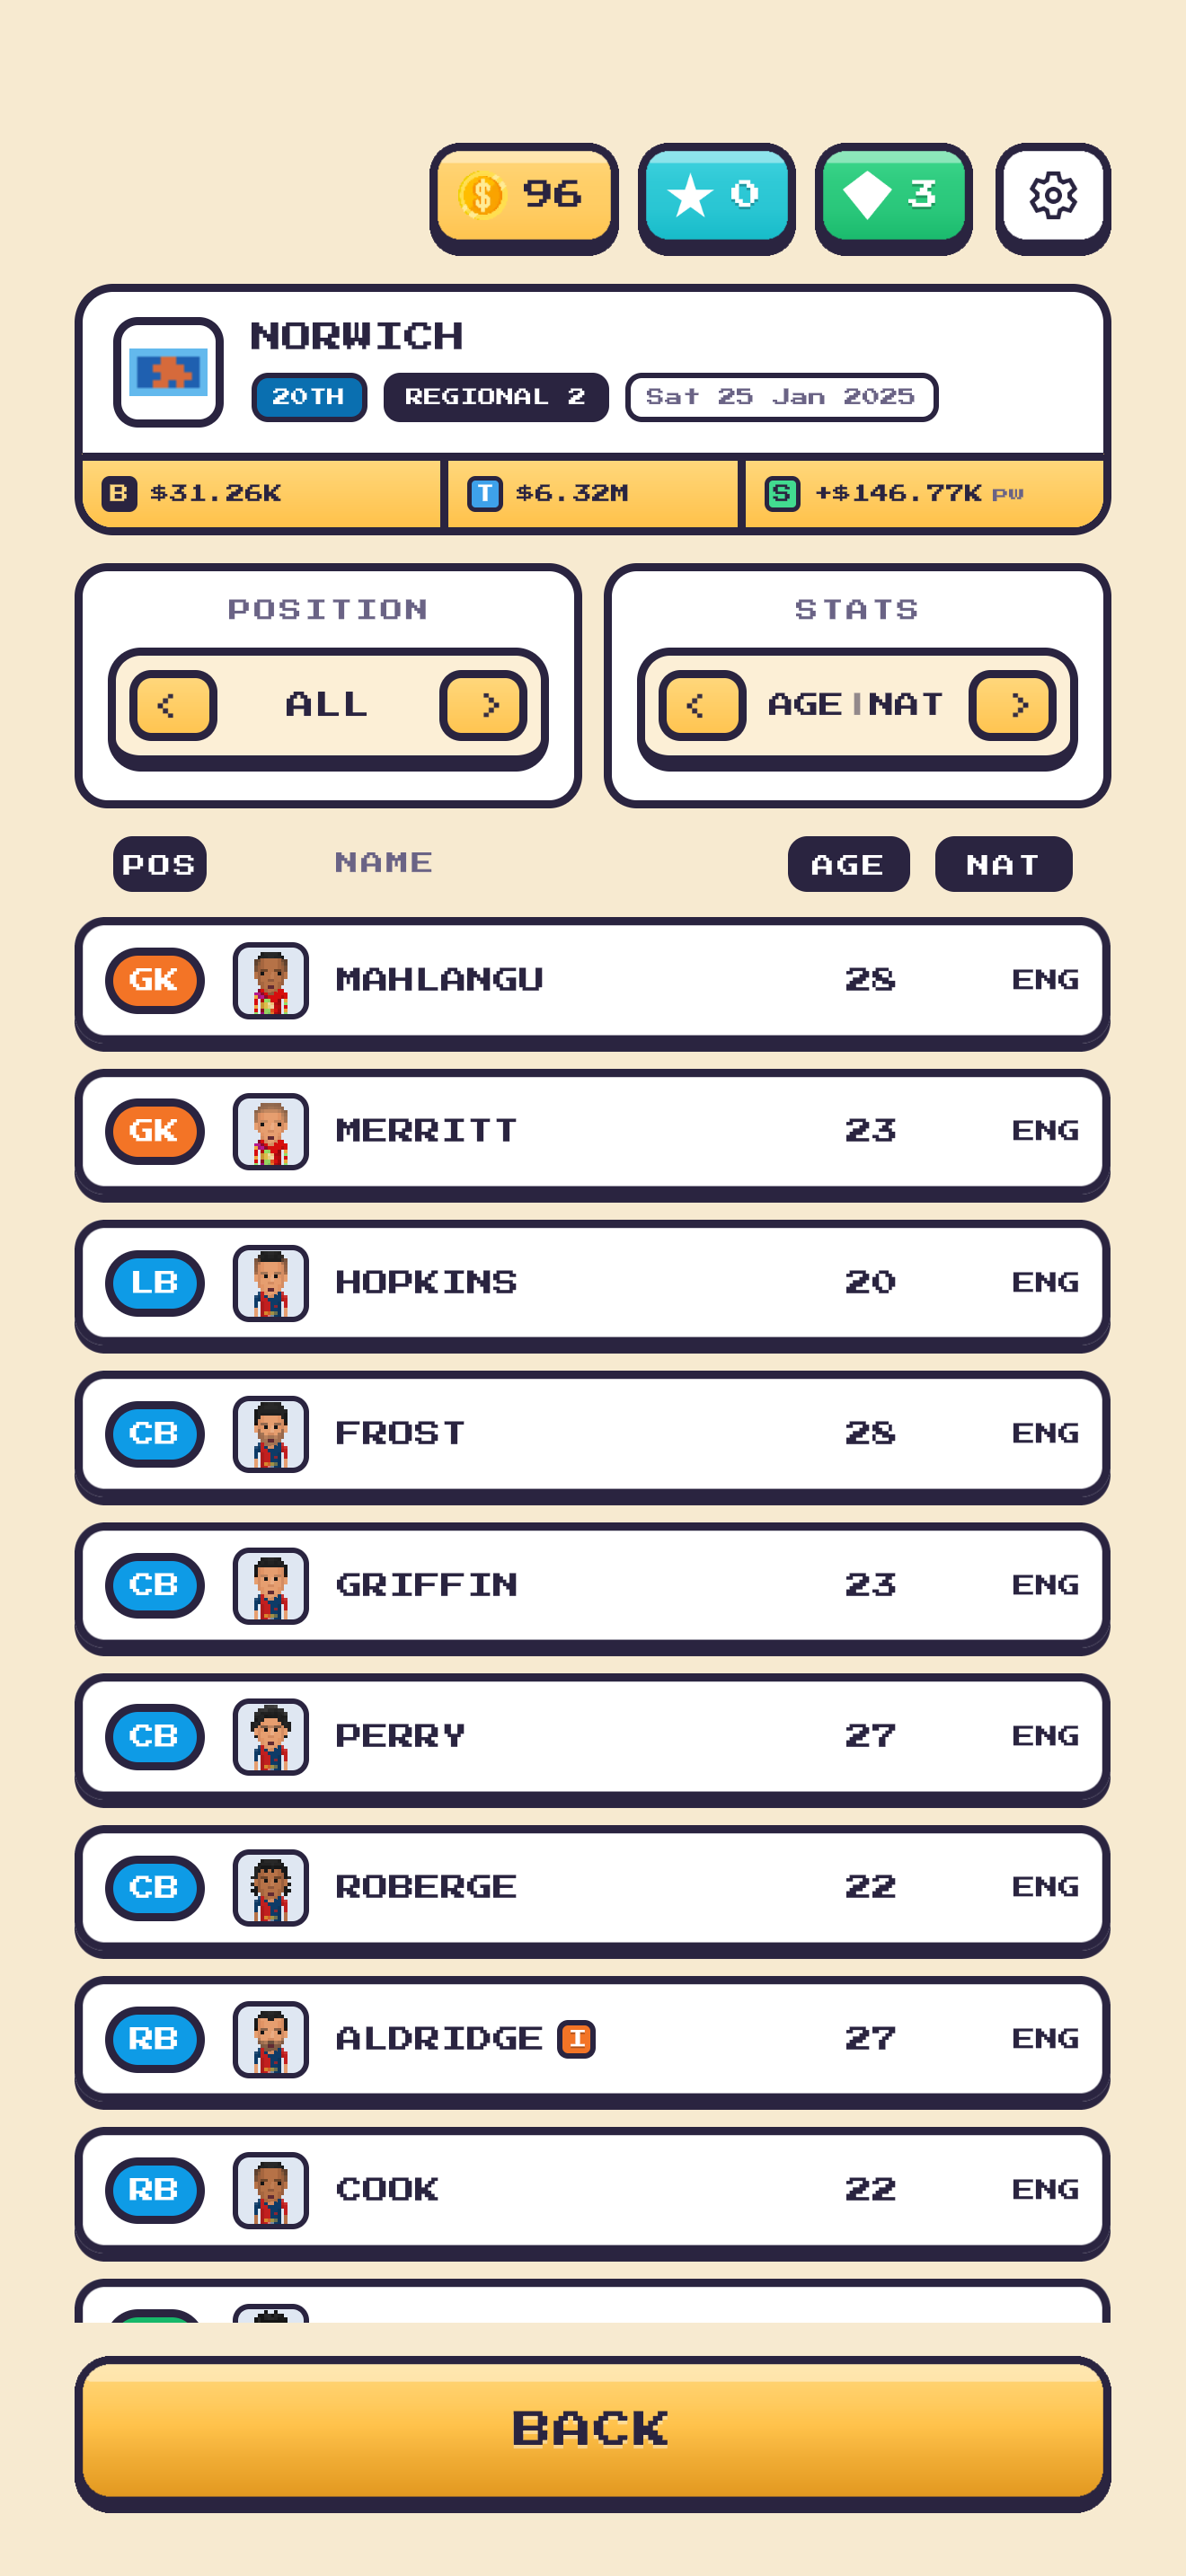 96 0 3
NORWICH
20TH REGIONAL 2 Sat 25 Jan 2025
B $31.26K T $6.32M S +$146.77K PW
POSITION STATS
< ALL > < AGE|NAT >
POS NAME AGE NAT
GK MAHLANGU 28 ENG
GK MERRITT 23 ENG
LB HOPKINS 20 ENG
CB FROST 28 ENG
CB GRIFFIN 23 ENG
CB PERRY 27 ENG
CB ROBERGE 22 ENG
RB ALDRIDGE I 27 ENG
RB COOK 22 ENG
BACK